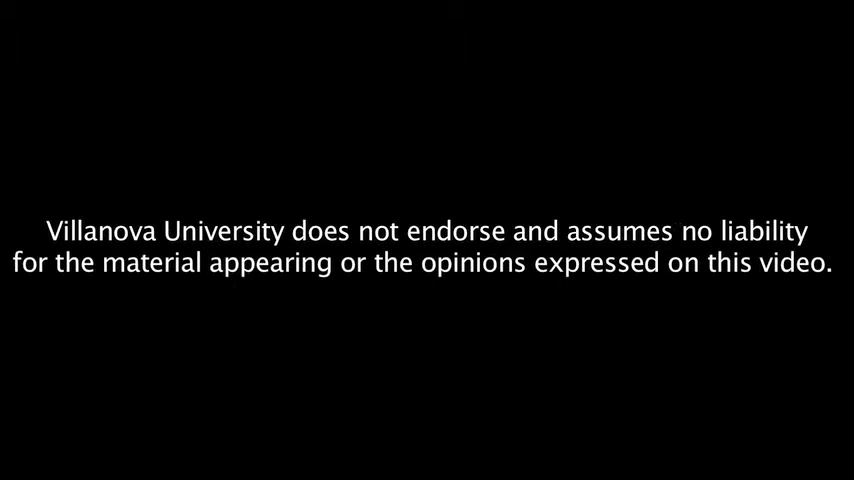 Villanova University does not endorse and assumes no liability
for the material appearing or the opinions expressed on this video.